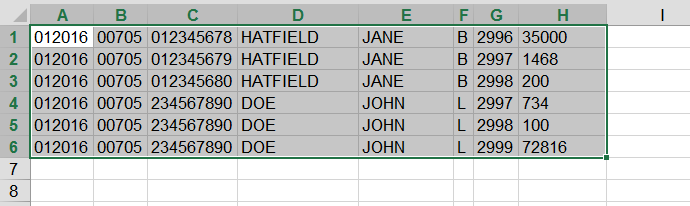 A B C D E F G H I
1 012016 00705 012345678 HATFIELD JANE B 2996 35000
2 012016 00705 012345679 HATFIELD JANE B 2997 1468
3 012016 00705 012345680 HATFIELD JANE B 2998 200
4 012016 00705 234567890 DOE JOHN L 2997 734
5 012016 00705 234567890 DOE JOHN L 2998 100
6 012016 00705 234567890 DOE JOHN L 2999 72816
7
8